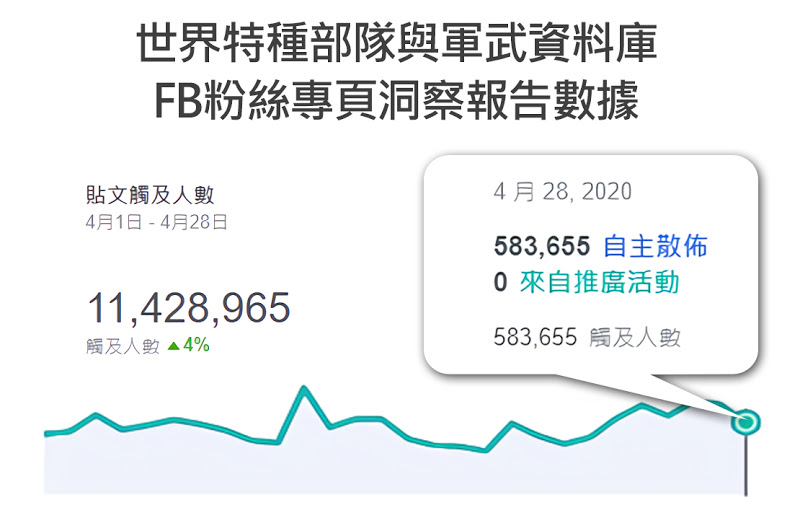 世界特種部隊與軍武資料庫
FB粉絲專頁洞察報告數據
貼文觸及人數
4月1日 - 4月28日
11,428,965
觸及人數 ▲4%
4 月 28, 2020
583,655 自主散佈
0 來自推廣活動
583,655 觸及人數